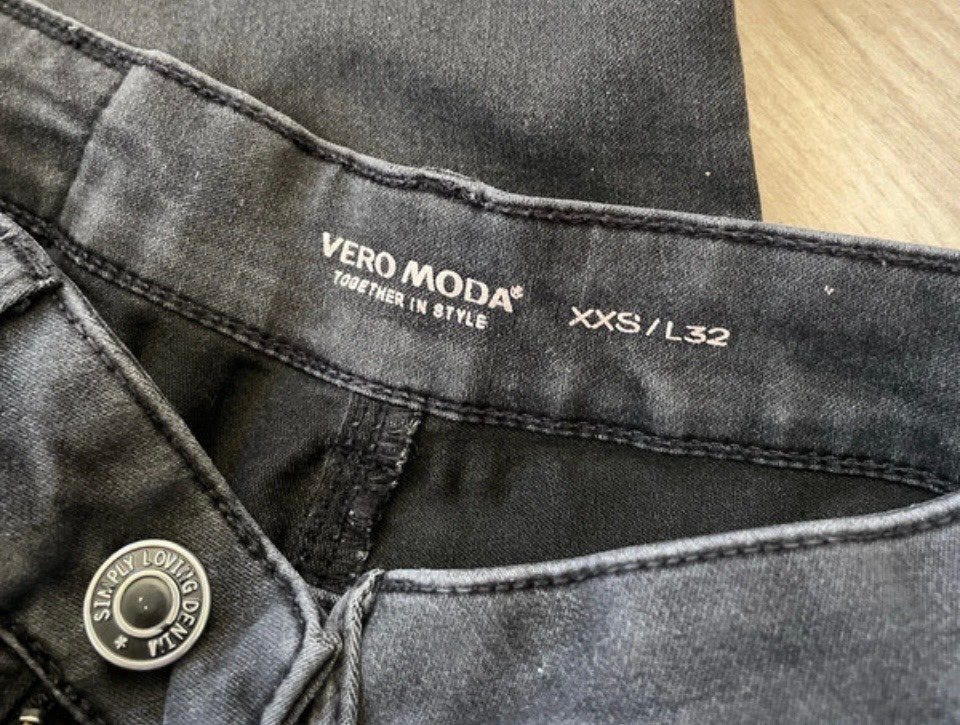 VERO MODA*
TOGETHER IN STYLE
XXS/L32
SIMPLY LOVING DENIM *